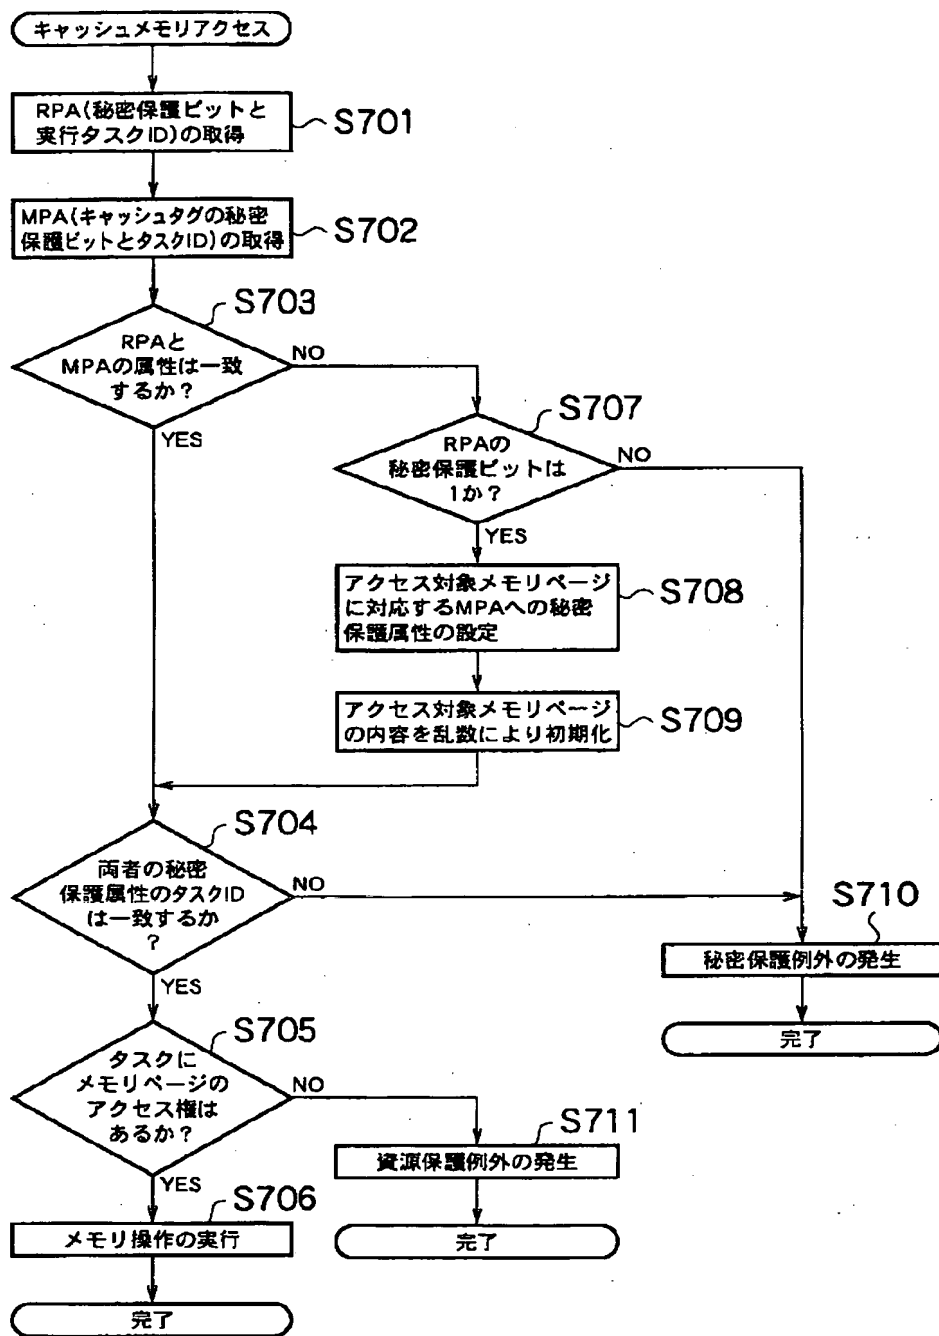 キャッシュメモリアクセス
RPA(秘密保護ビットと
実行タスクID)の取得
S701
MPA(キャッシュタグの秘密
保護ビットとタスクID)の取得
S702
S703
RPAと
MPAの属性は一致
するか?
NO
YES
S707
RPAの
秘密保護ビットは
1か?
NO
YES
アクセス対象メモリページ
に対応するMPAへの秘密
保護属性の設定
S708
アクセス対象メモリページ
の内容を乱数により初期化
S709
S704
両者の秘密
保護属性のタスクID
は一致するか
?
NO
YES
S710
秘密保護例外の発生
完了
S705
タスクに
メモリページの
アクセス権は
あるか?
NO
YES
S711
資源保護例外の発生
完了
S706
メモリ操作の実行
完了